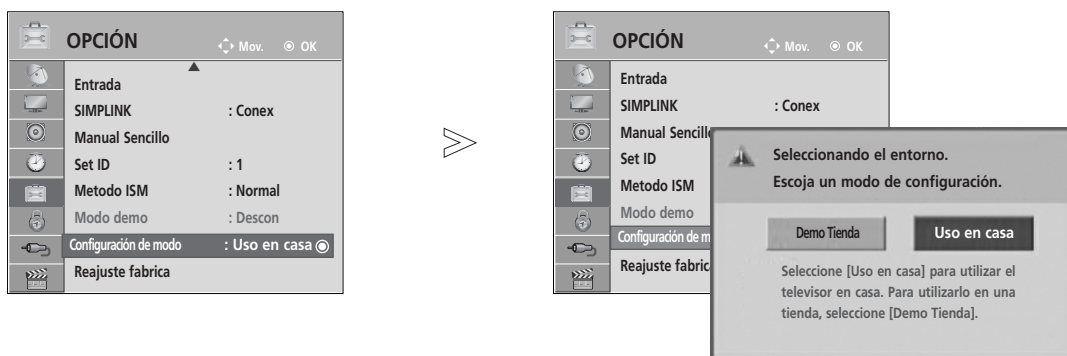 OPCIÓN Mov. OK
Entrada
SIMPLINK : Conex
Manual Sencillo
Set ID : 1
Metodo ISM : Normal
Modo demo : Descon
Configuración de modo : Uso en casa
Reajuste fabrica
OPCIÓN Mov. OK
Entrada
SIMPLINK : Conex
Manual Sencill
Set ID
Metodo ISM
Modo demo
Configuración de m
Reajuste fabric
Seleccionando el entorno.
Escoja un modo de configuración.
Demo Tienda Uso en casa
Seleccione [Uso en casa] para utilizar el
televisor en casa. Para utilizarlo en una
tienda, seleccione [Demo Tienda].